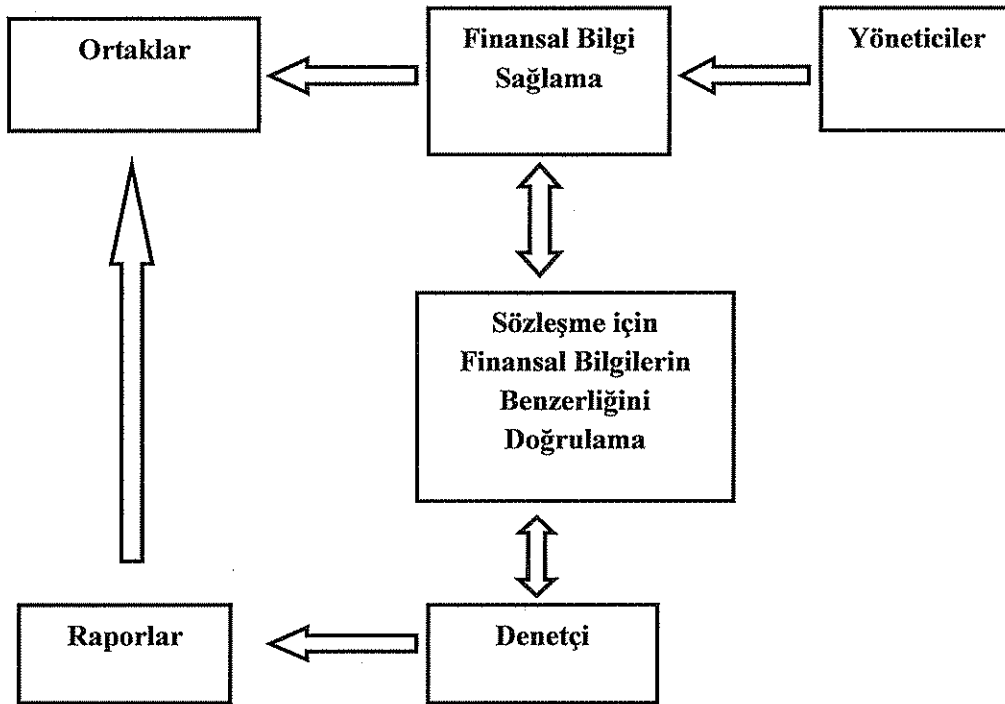 Ortaklar
Finansal Bilgi
Sağlama
Yöneticiler
Sözleşme için
Finansal Bilgilerin
Benzerliğini
Doğrulama
Raporlar
Denetçi